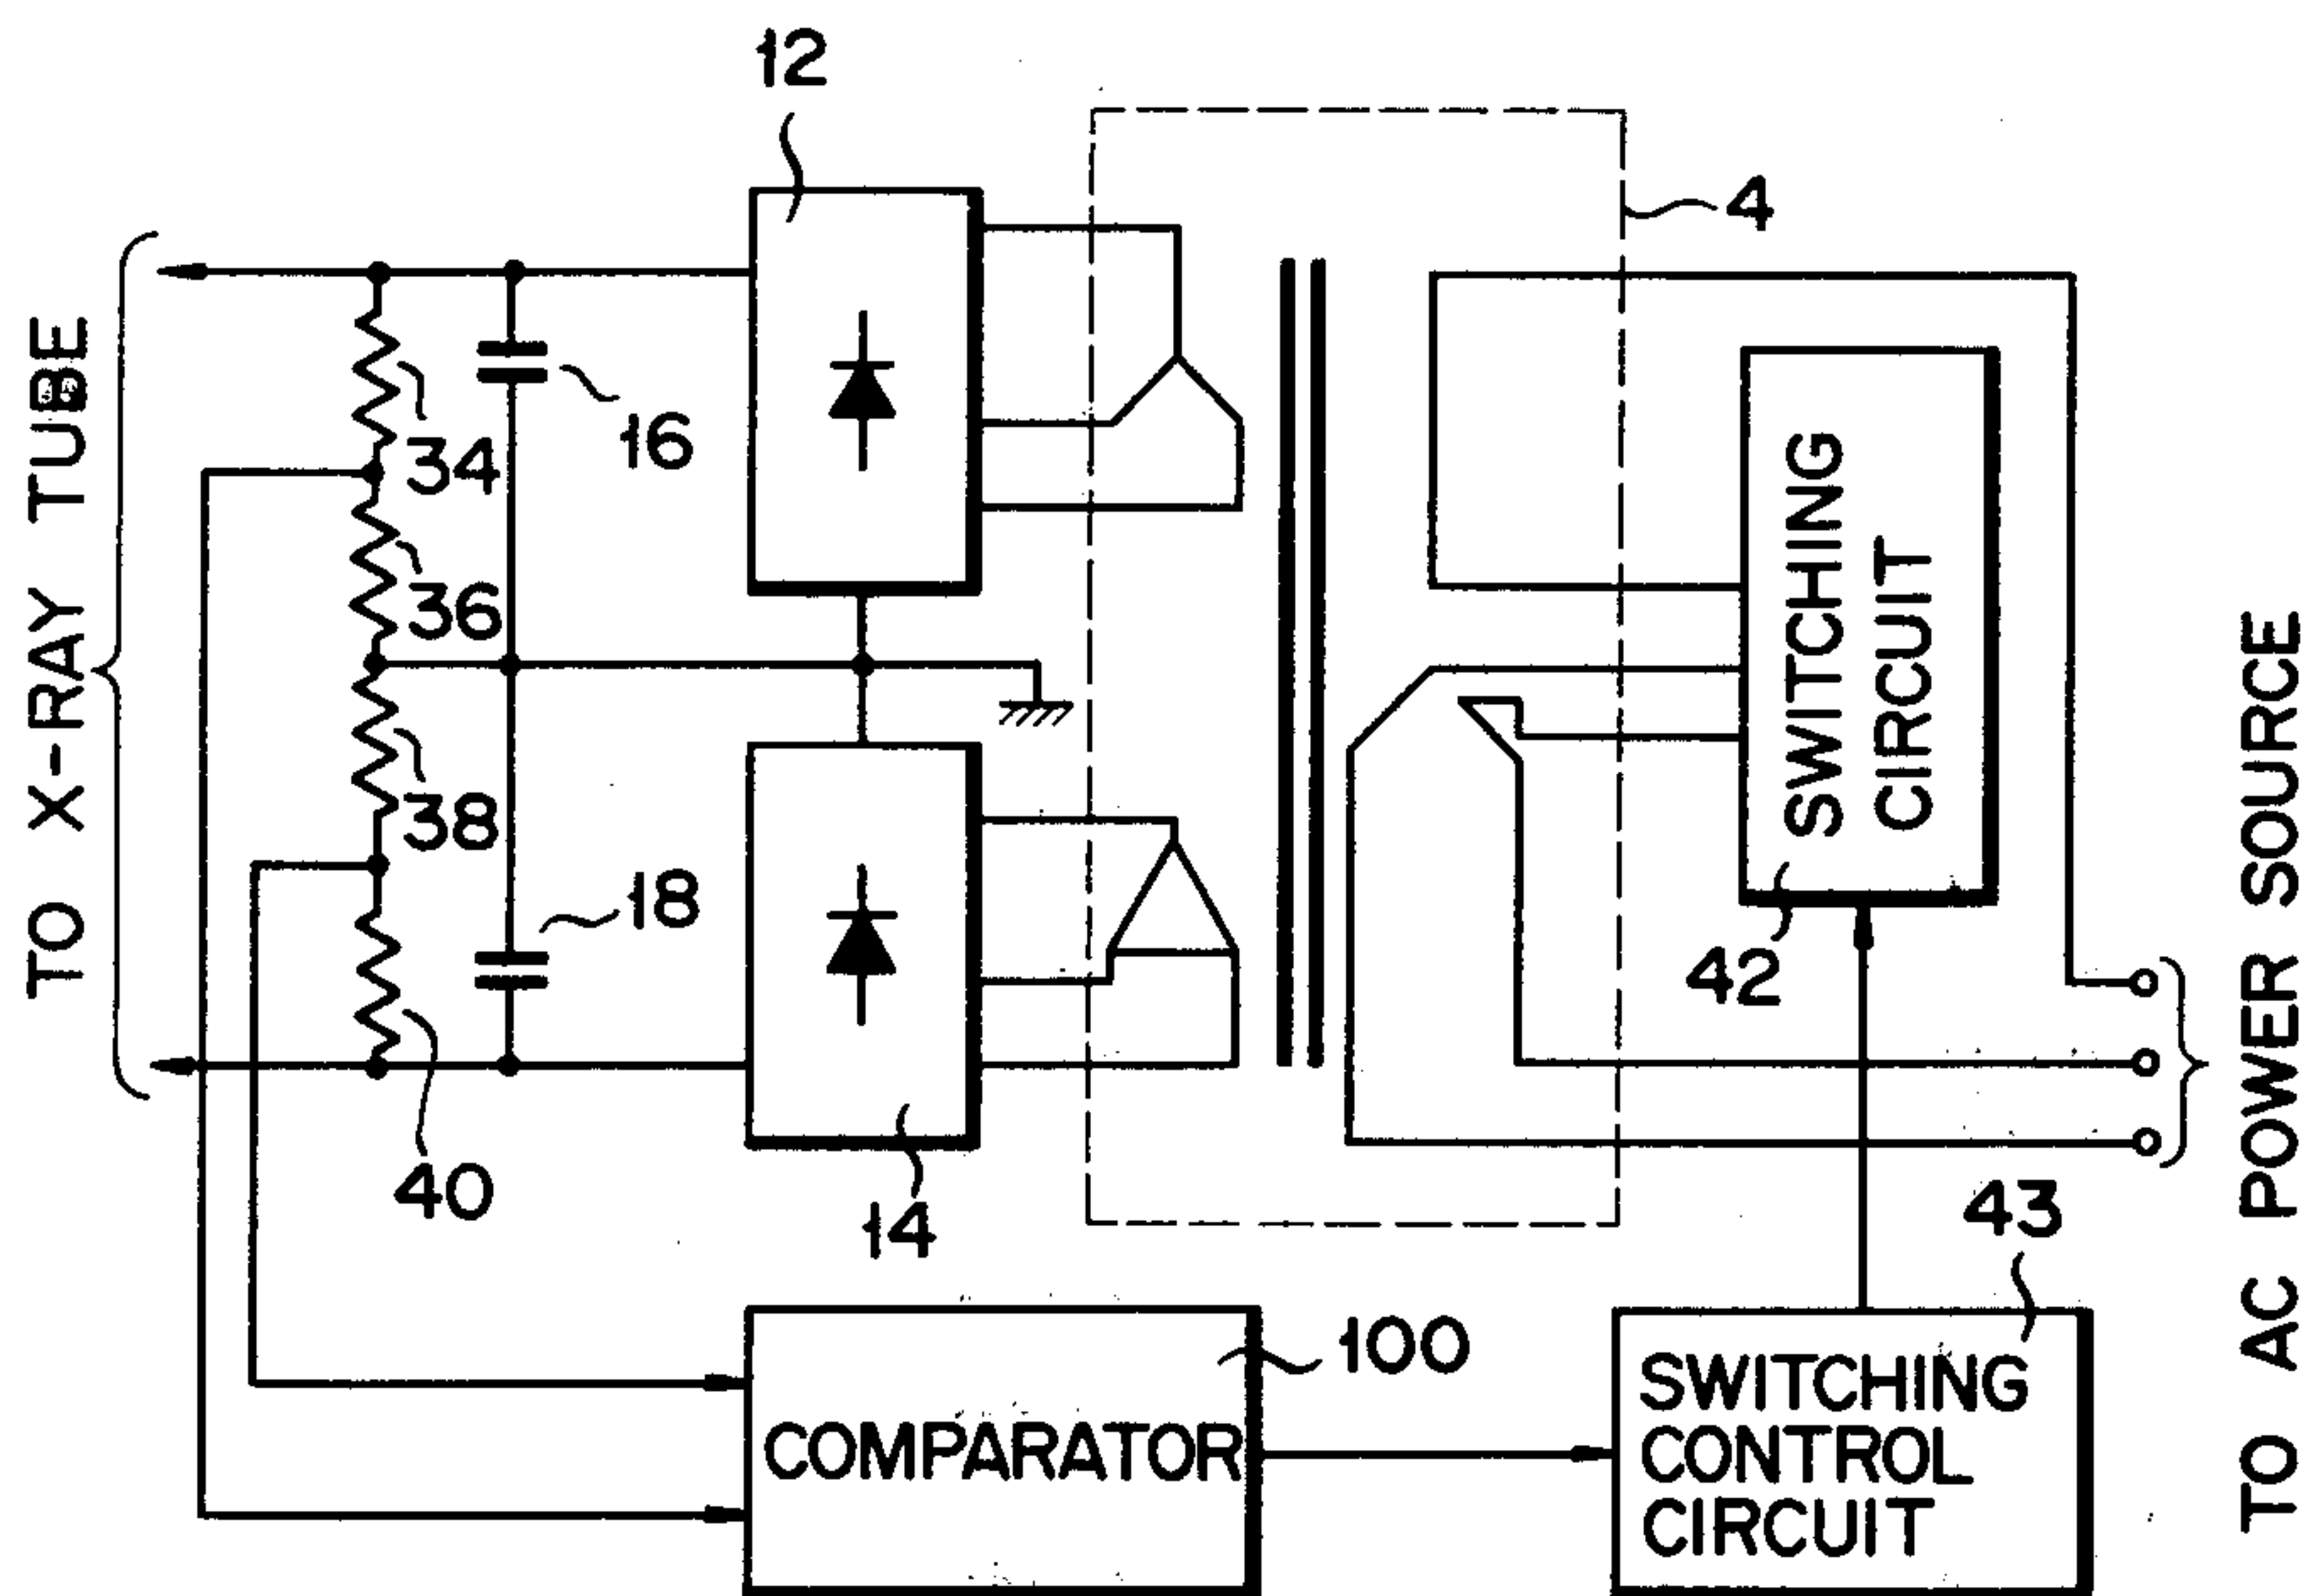 12
4
TO X-RAY TUBE
34
16
36
38
18
40
14
SWITCHING
CIRCUIT
42
TO AC POWER SOURCE
43
100
COMPARATOR
SWITCHING
CONTROL
CIRCUIT